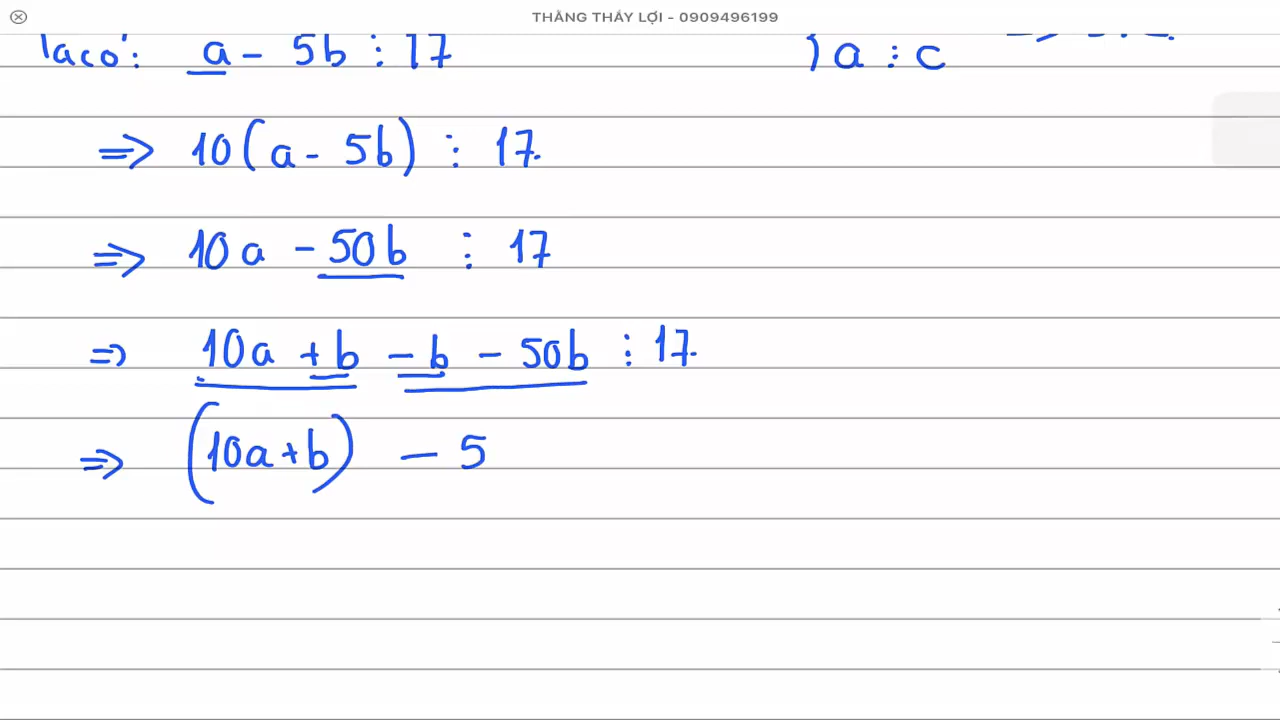 THẦNG THẦY LỢI - 0909496199
Ta có: a - 5b ⋮ 17
) a ⋮ c
=> 10(a - 5b) ⋮ 17.
=> 10a - 50b ⋮ 17
=> 10a + b - b - 50b ⋮ 17.
=> (10a+b) - 5